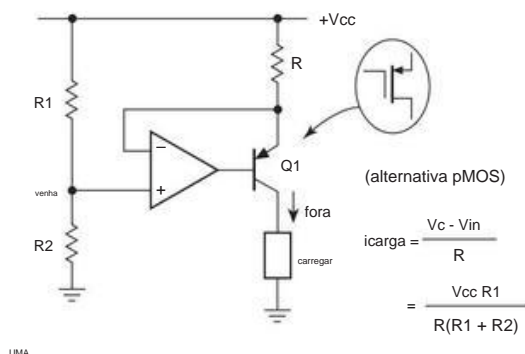 +Vcc
R1
R
venha
−
+
Q1
R2
fora
carregar
(alternativa pMOS)
icarga = Vc - Vin
R
= Vcc R1
R(R1 + R2)
UMA